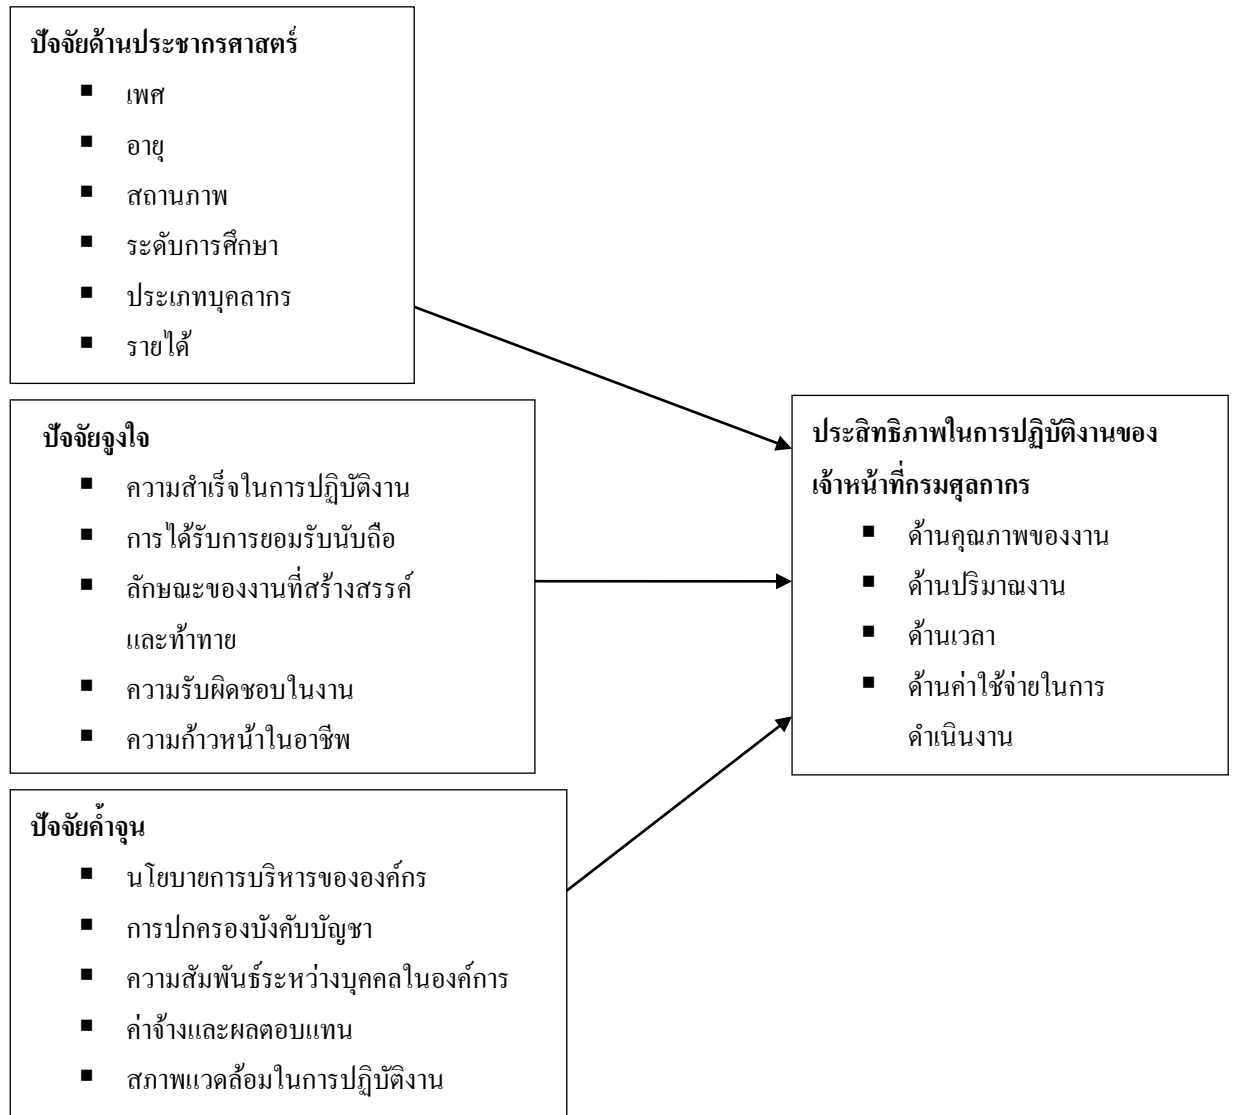 ปัจจัยด้านประชากรศาสตร์
▪ เพศ
▪ อายุ
▪ สถานภาพ
▪ ระดับการศึกษา
▪ ประเภทบุคลากร
▪ รายได้
ปัจจัยจูงใจ
▪ ความสำเร็จในการปฏิบัติงาน
▪ การได้รับการยอมรับนับถือ
▪ ลักษณะของงานที่สร้างสรรค์
และท้าทาย
▪ ความรับผิดชอบในงาน
▪ ความก้าวหน้าในอาชีพ
ปัจจัยค้ำจุน
▪ นโยบายการบริหารขององค์กร
▪ การปกครองบังคับบัญชา
▪ ความสัมพันธ์ระหว่างบุคคลในองค์การ
▪ ค่าจ้างและผลตอบแทน
▪ สภาพแวดล้อมในการปฏิบัติงาน
ประสิทธิภาพในการปฏิบัติงานของ
เจ้าหน้าที่กรมศุลกากร
▪ ด้านคุณภาพของงาน
▪ ด้านปริมาณงาน
▪ ด้านเวลา
▪ ด้านค่าใช้จ่ายในการ
ดำเนินงาน